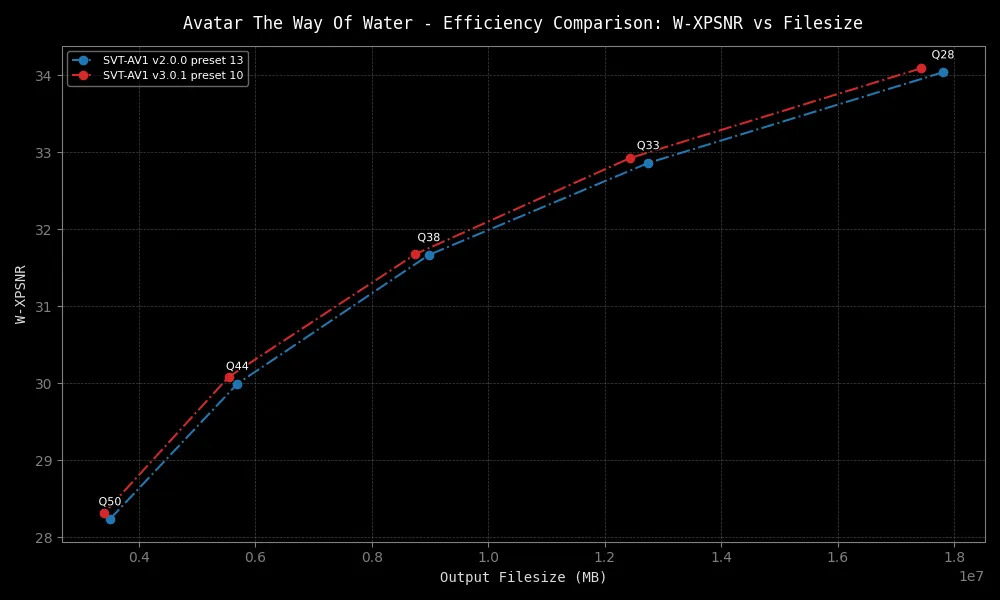 Avatar The Way Of Water - Efficiency Comparison: W-XPSNR vs Filesize
SVT-AV1 v2.0.0 preset 13
SVT-AV1 v3.0.1 preset 10
Q28
Q33
Q38
Q44
Q50
34
33
32
31
30
29
28
W-XPSNR
0.4 0.6 0.8 1.0 1.2 1.4 1.6 1.8
1e7
Output Filesize (MB)